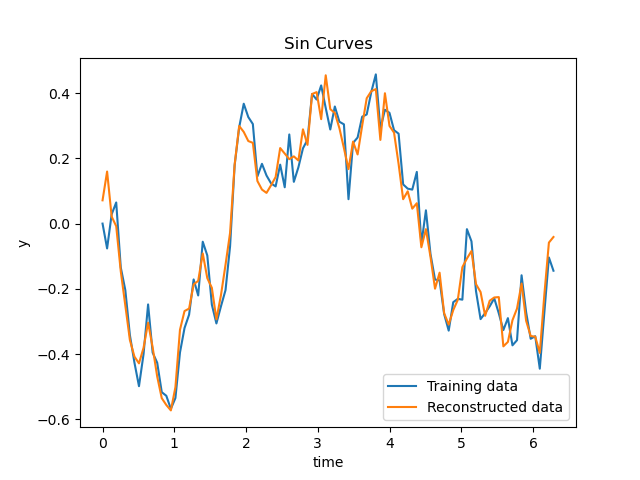 Sin Curves
y
0.4
0.2
0.0
−0.2
−0.4
−0.6
0 1 2 3 4 5 6
time
Training data
Reconstructed data